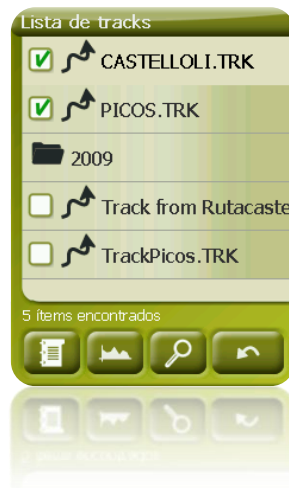 Lista de tracks
CASTELLOLI.TRK
PICOS.TRK
2009
Track from Rutacaste
TrackPicos.TRK
5 ítems encontrados